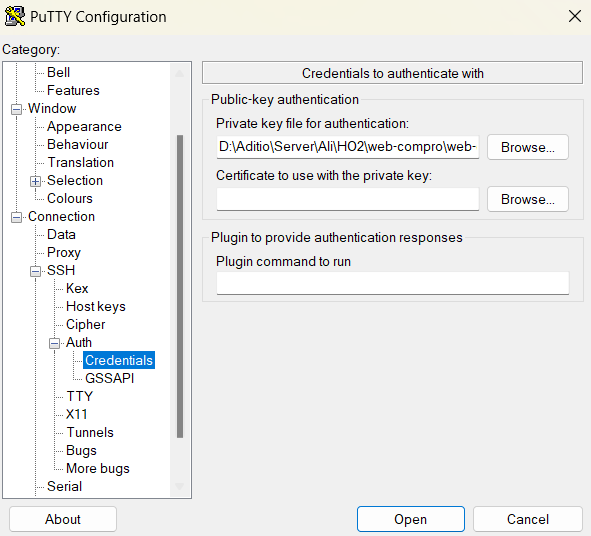 PuTTY Configuration
Category:
Bell
Features
Window
Appearance
Behaviour
Translation
Selection
Colours
Connection
Data
Proxy
SSH
Kex
Host keys
Cipher
Auth
Credentials
GSSAPI
TTY
X11
Tunnels
Bugs
More bugs
Serial
Credentials to authenticate with
Public-key authentication
Private key file for authentication:
D:\Aditio\Server\Ali\HO2\web-compro\web- Browse...
Certificate to use with the private key:
Browse...
Plugin to provide authentication responses
Plugin command to run
About Open Cancel